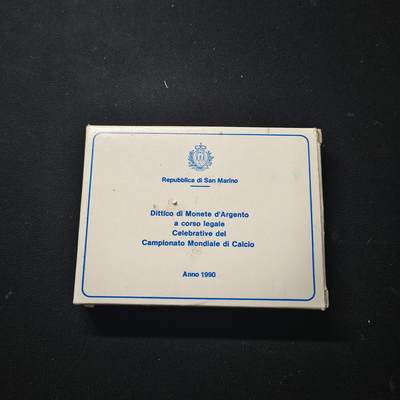 Repubblica di San Marino
Dittico di Monete d'Argento
a corso legale
Celebrative del
Campionato Mondiale di Calcio
Anno 1990